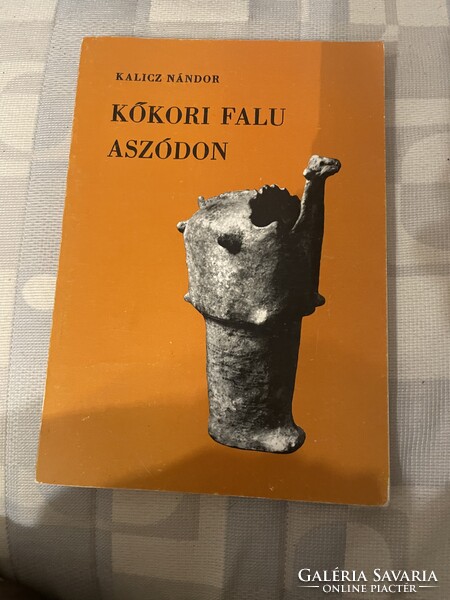 KALICZ NÁNDOR
KŐKORI FALU
ASZÓDON
GALÉRIA SAVARIA
ONLINE PIACTÉR